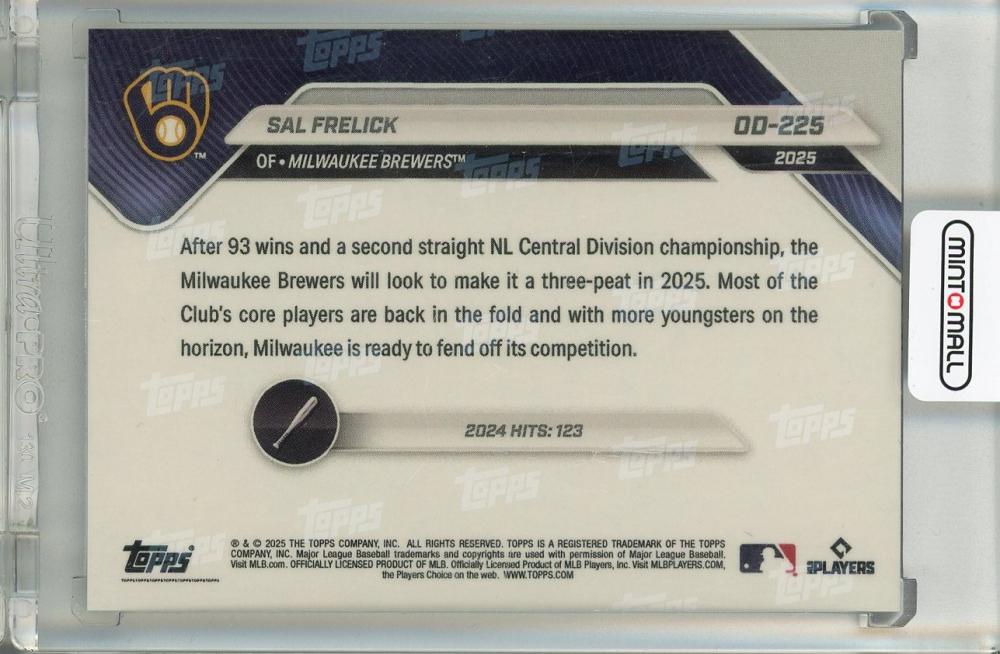 SAL FRELICK
OD-225
OF • MILWAUKEE BREWERS™
2025
After 93 wins and a second straight NL Central Division championship, the
Milwaukee Brewers will look to make it a three-peat in 2025. Most of the
Club's core players are back in the fold and with more youngsters on the
horizon, Milwaukee is ready to fend off its competition.
2024 HITS: 123
topps
® & © 2025 THE TOPPS COMPANY, INC. ALL RIGHTS RESERVED. TOPPS IS A REGISTERED TRADEMARK OF THE TOPPS
COMPANY, INC. Major League Baseball trademarks and copyrights are used with permission of Major League Baseball.
Visit MLB.com. OFFICIALLY LICENSED PRODUCT OF MLB. Officially Licensed Product of MLB Players, Inc. Visit MLBPLAYERS.COM,
the Players Choice on the web. WWW.TOPPS.COM
PLAYERS
MINT MALL
Ultra·PRO